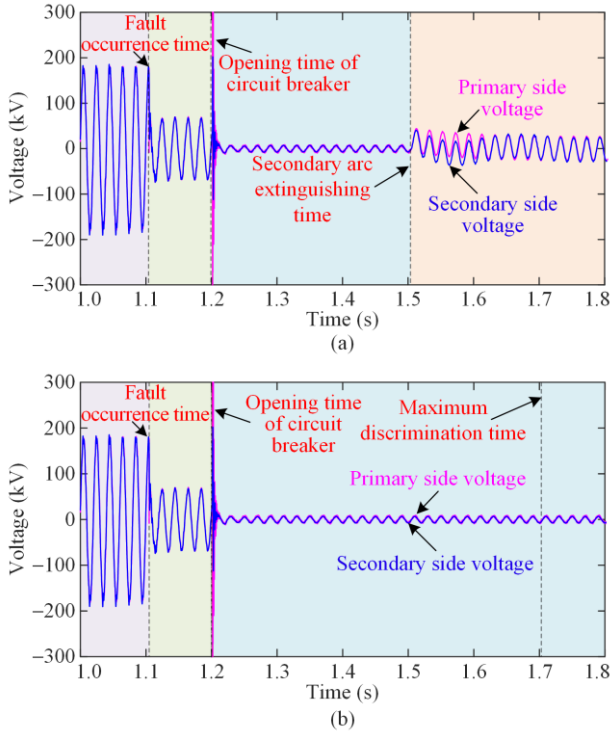 300
200
100
0
−100
−200
−300
Voltage (kV)
Fault
occurrence time
Opening time of
circuit breaker
Primary side
voltage
Secondary arc
extinguishing
time
Secondary side
voltage
1.0 1.1 1.2 1.3 1.4 1.5 1.6 1.7 1.8
Time (s)
(a)
300
200
100
0
−100
−200
−300
Voltage (kV)
Fault
occurrence time
Opening time
of circuit
breaker
Maximum
discrimination time
Primary side voltage
Secondary side voltage
1.0 1.1 1.2 1.3 1.4 1.5 1.6 1.7 1.8
Time (s)
(b)